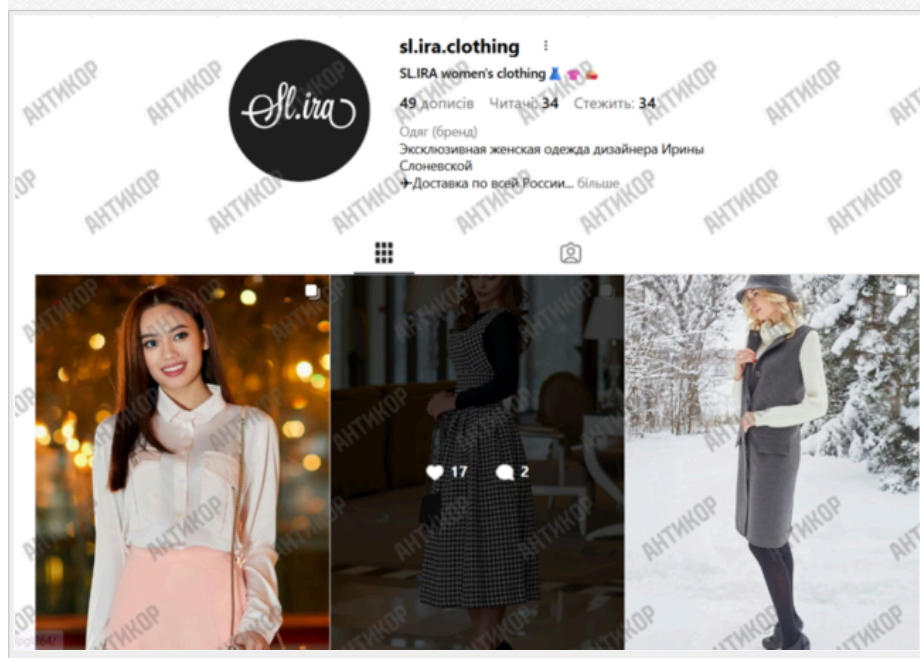 sl.ira.clothing
SL.IRA women's clothing
49 дописів Читачі: 34 Стежить: 34
Одяг (бренд)
Эксклюзивная женская одежда дизайнера Ирины
Слоневской
✈Доставка по всей России... більше
Sl.ira
17 2
АНТИКОР